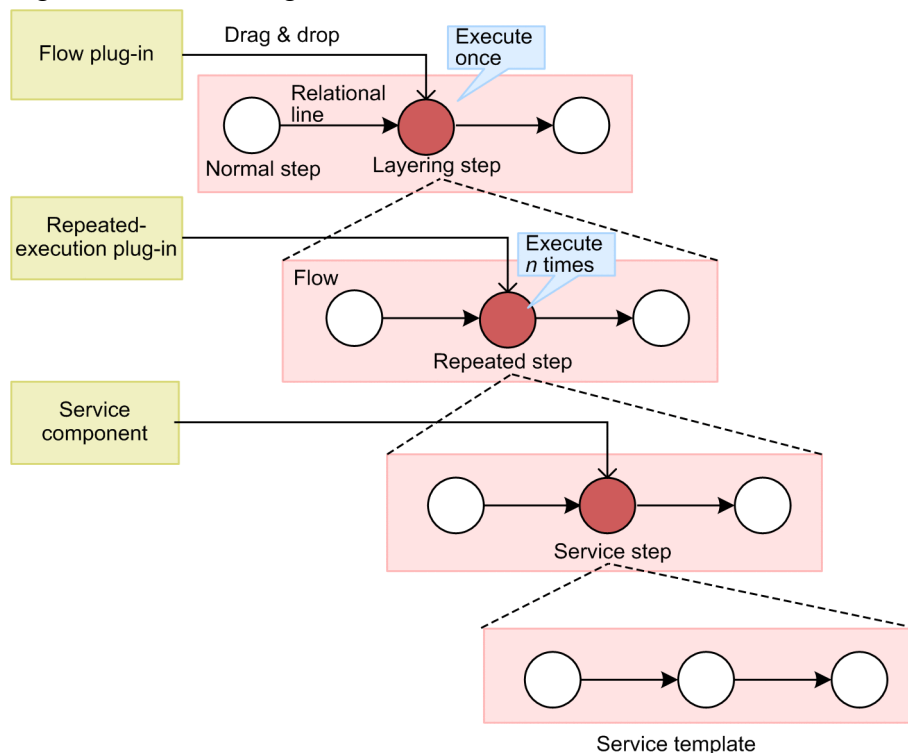 Flow plug-in
Drag & drop
Execute
once
Relational
line
Normal step
Layering step
Repeated-
execution plug-in
Execute
n times
Flow
Repeated step
Service
component
Service step
Service template